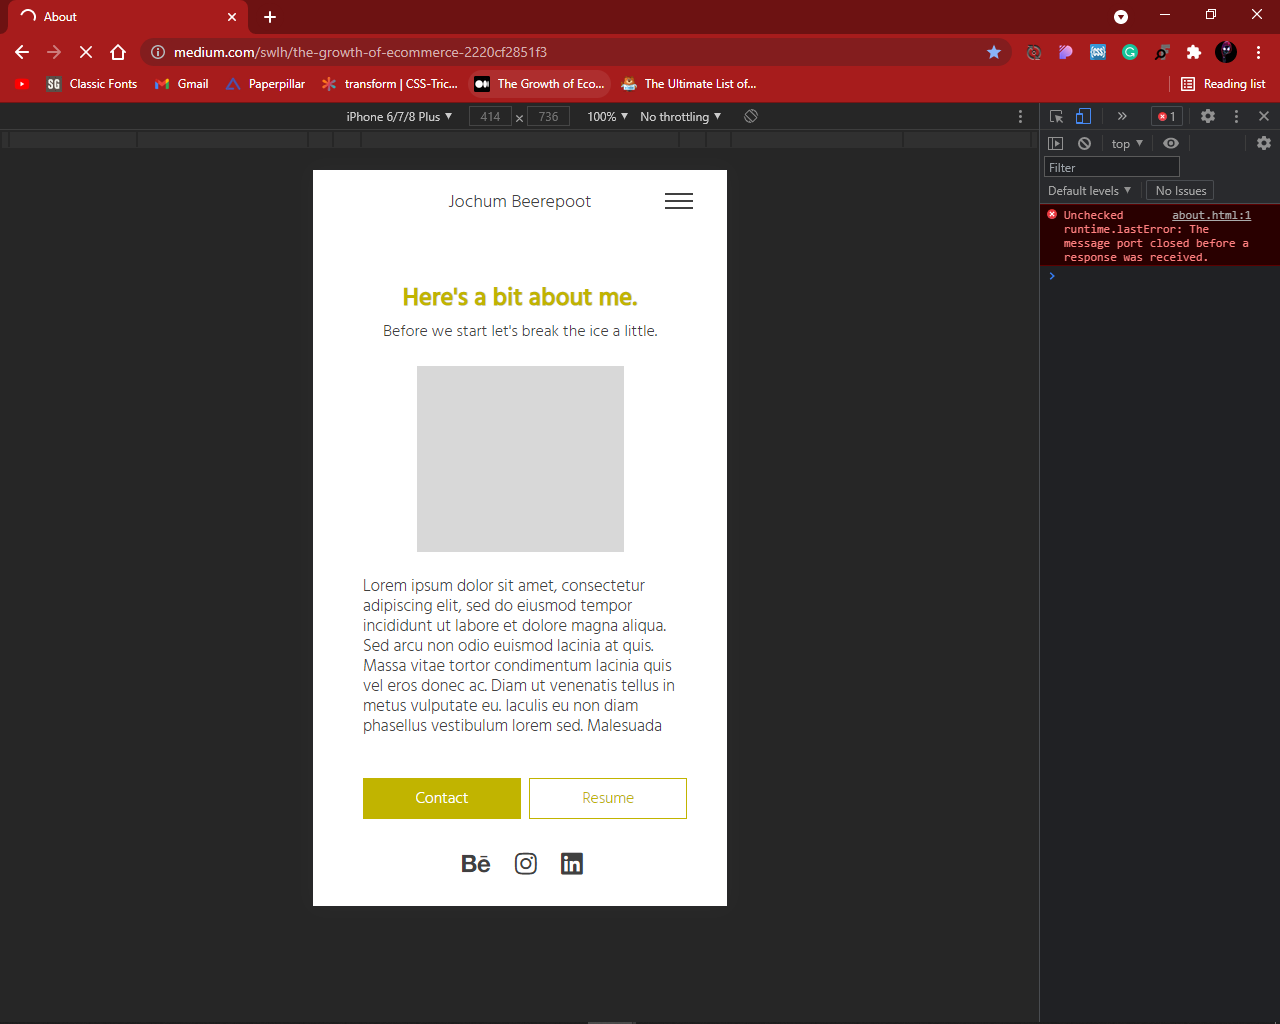 About
medium.com/swlh/the-growth-of-ecommerce-2220cf2851f3
SG Classic Fonts Gmail Paperpillar transform | CSS-Tric... The Growth of Eco... The Ultimate List of... Reading list
iPhone 6/7/8 Plus ▼ 414 × 736 100% ▼ No throttling ▼
1
top ▼
Filter
Default levels ▼ No Issues
Unchecked about.html:1
runtime.lastError: The
message port closed before a
response was received.
Jochum Beerepoot
Here's a bit about me.
Before we start let's break the ice a little.
Lorem ipsum dolor sit amet, consectetur
adipiscing elit, sed do eiusmod tempor
incididunt ut labore et dolore magna aliqua.
Sed arcu non odio euismod lacinia at quis.
Massa vitae tortor condimentum lacinia quis
vel eros donec ac. Diam ut venenatis tellus in
metus vulputate eu. Iaculis eu non diam
phasellus vestibulum lorem sed. Malesuada
Contact Resume
Bē in